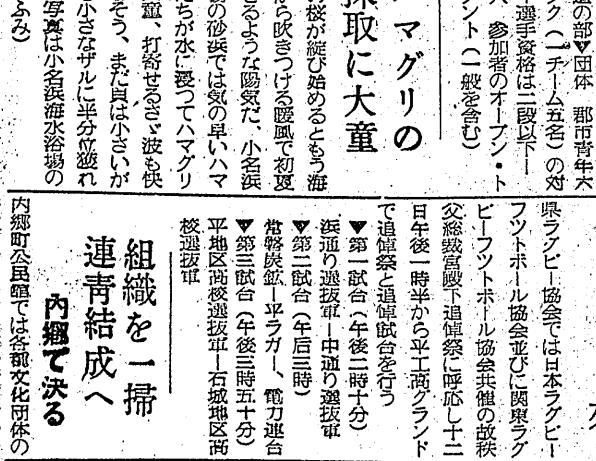 道の部▼団体　郡市青年六
ク（一チーム五名）の対
選手資格は二段以下―
　参加者のオープン・ト
ント（一般を含む）
マグリの
採取に大童
桜が綻び始めるともう海
から吹きつける暖風で初夏
きるような陽気だ、小名浜
の砂浜では気の早いハマ
ちが水に浸つてハマグリ
童、打寄せるさゞ波も快
そう、まだ貝は小さいが
小さなザルに半分位獲れ
写真は小名浜海水浴場の
ふみ）
県ラグビー協会では日本ラグビー
フツトボール協会並びに関東ラグ
ビーフツトボール協会共催の故秩
父総裁宮殿下追悼祭に呼応し十二
日午後一時半から平工商グランド
で追悼祭と追悼試合を行う
▼第一試合（午後二時十分）
浜通り選抜軍―中通り選抜軍
▼第二試合（午后三時）
常磐炭鉱―平ラガー、電力連合
▼第三試合（午後三時五十分）
平地区高校選抜軍―石城地区高
校選抜軍
組織を一掃
連青結成へ
内郷で決る
内郷町公民館では各部文化団体の